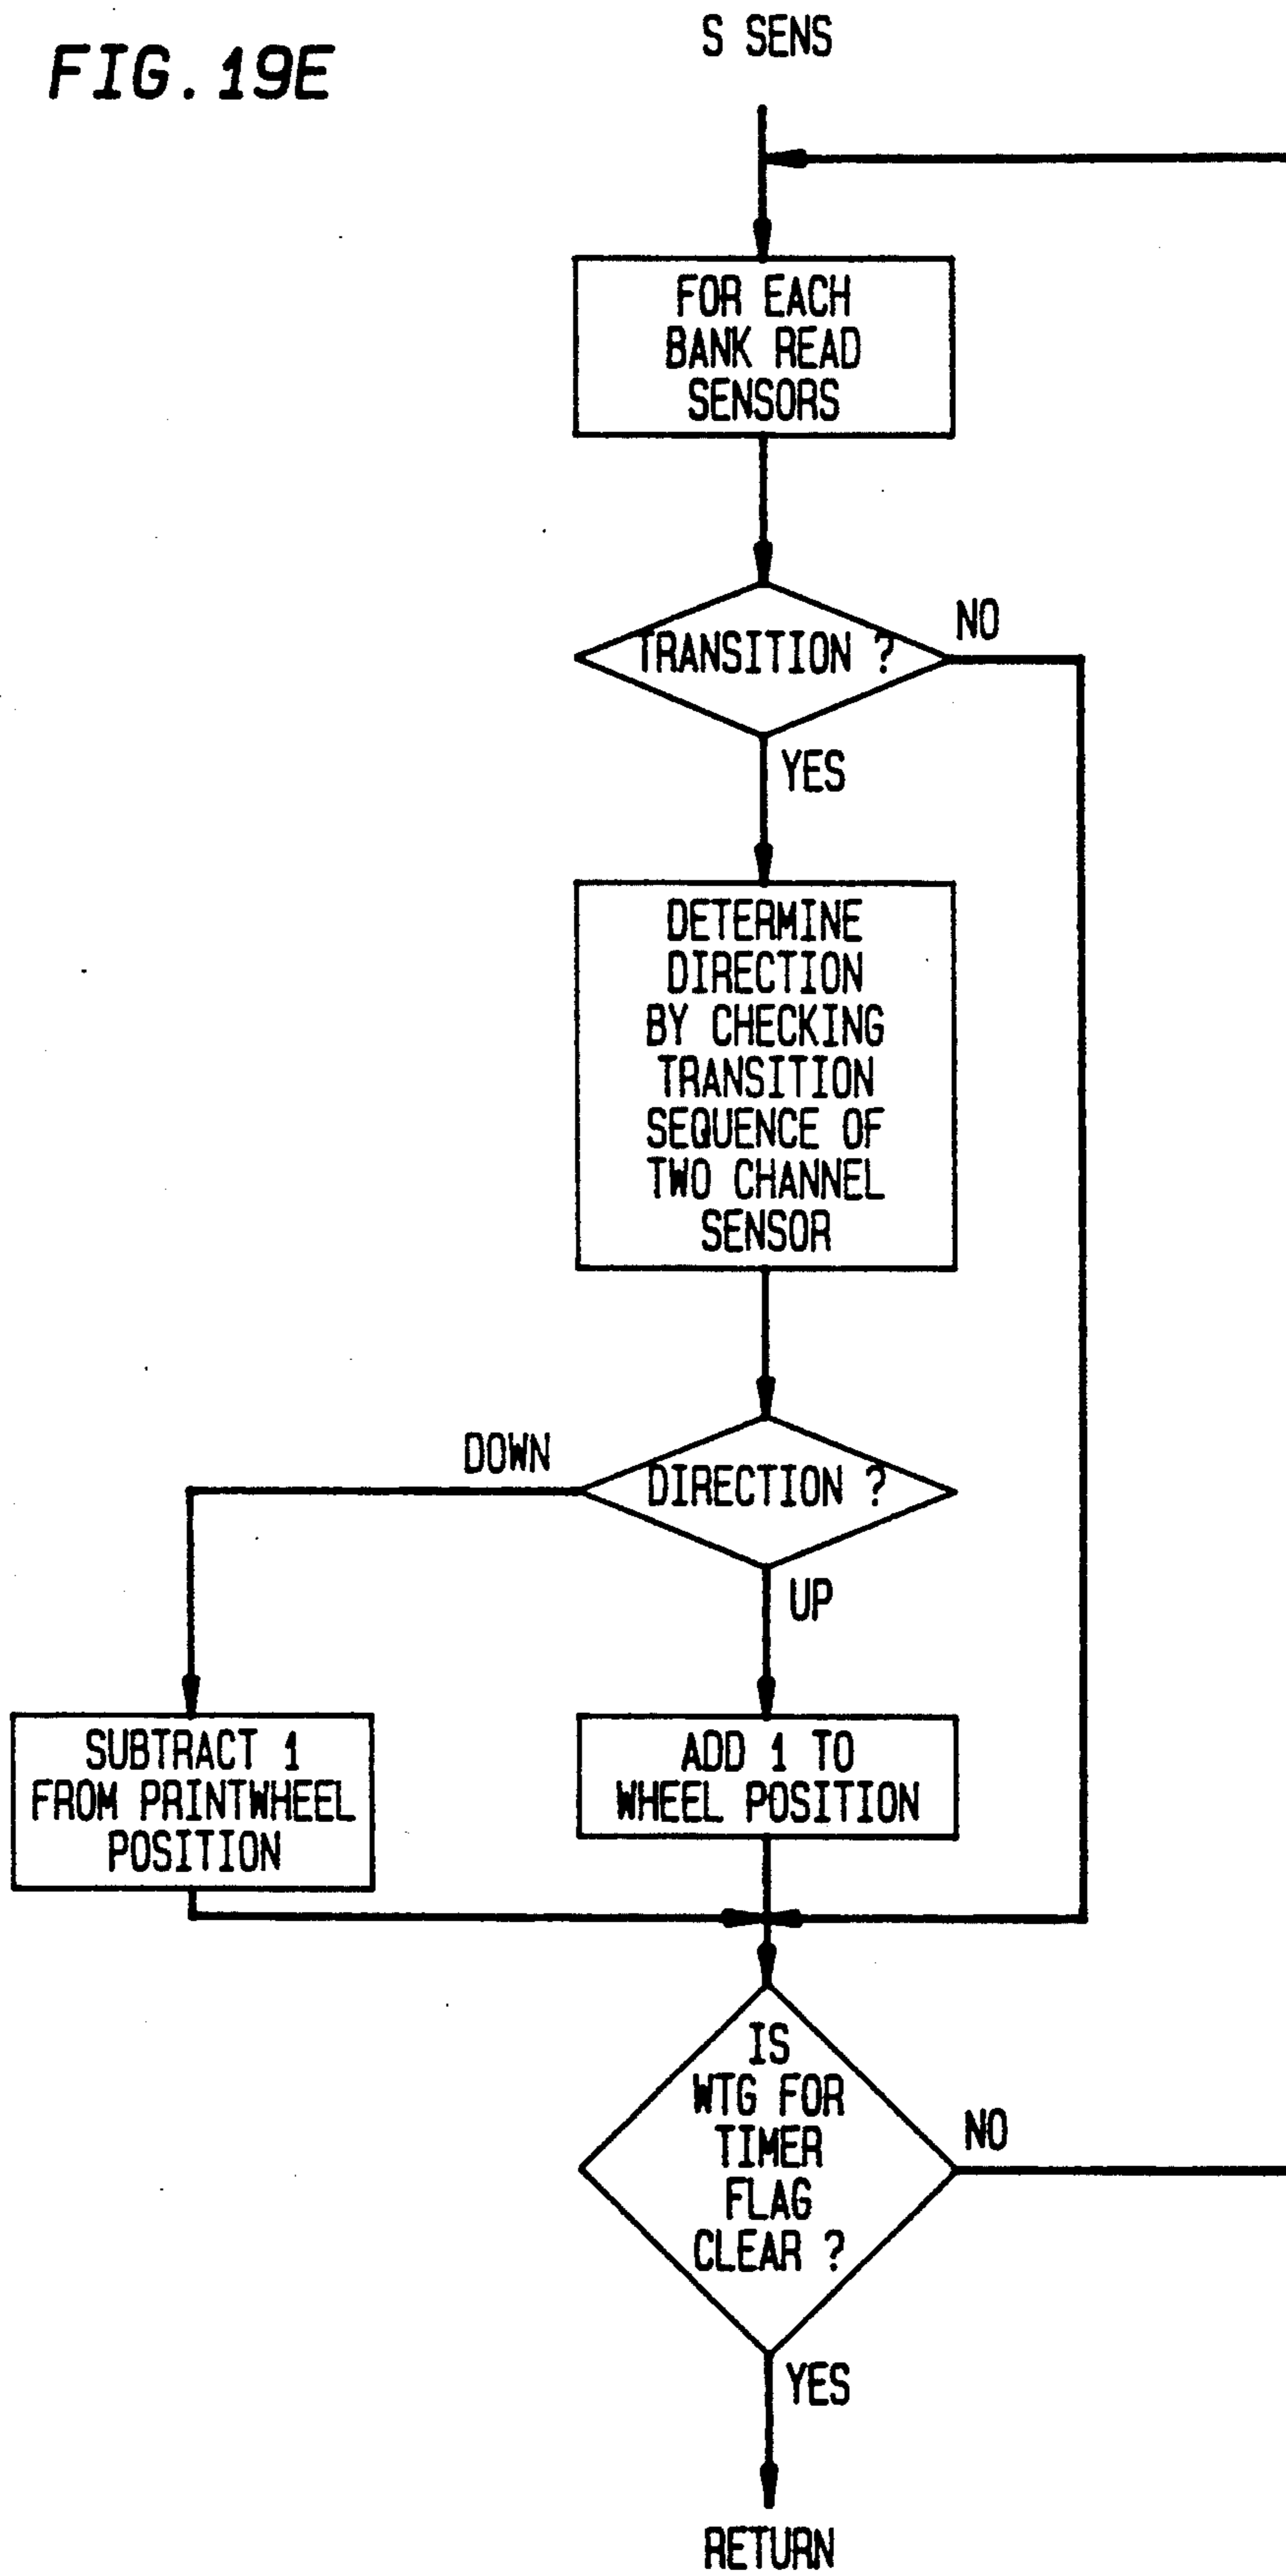 FIG. 19E
S SENS
FOR EACH
BANK READ
SENSORS
TRANSITION ?
NO
YES
DETERMINE
DIRECTION
BY CHECKING
TRANSITION
SEQUENCE OF
TWO CHANNEL
SENSOR
DOWN
DIRECTION ?
UP
SUBTRACT 1
FROM PRINTWHEEL
POSITION
ADD 1 TO
WHEEL POSITION
IS
WTG FOR
TIMER
FLAG
CLEAR ?
NO
YES
RETURN